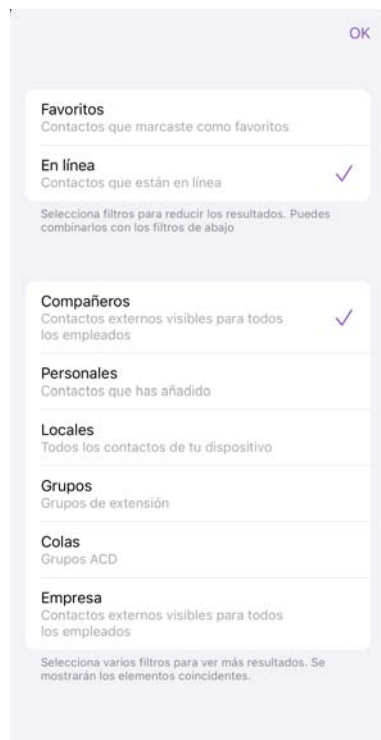 OK
Favoritos
Contactos que marcaste como favoritos
En línea
Contactos que están en línea
Selecciona filtros para reducir los resultados. Puedes
combinarlos con los filtros de abajo
Compañeros
Contactos externos visibles para todos
los empleados
Personales
Contactos que has añadido
Locales
Todos los contactos de tu dispositivo
Grupos
Grupos de extensión
Colas
Grupos ACD
Empresa
Contactos externos visibles para todos
los empleados
Selecciona varios filtros para ver más resultados. Se
mostrarán los elementos coincidentes.